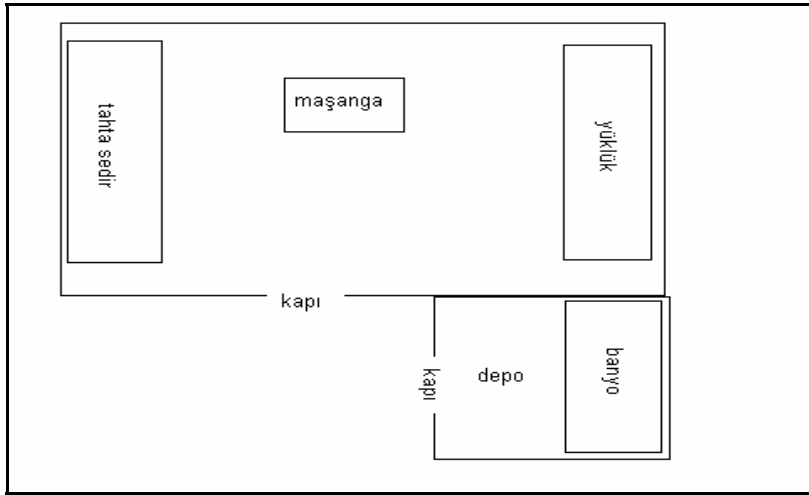 maşanga
tahta sedir
yüklük
kapı
kapı
depo
banyo